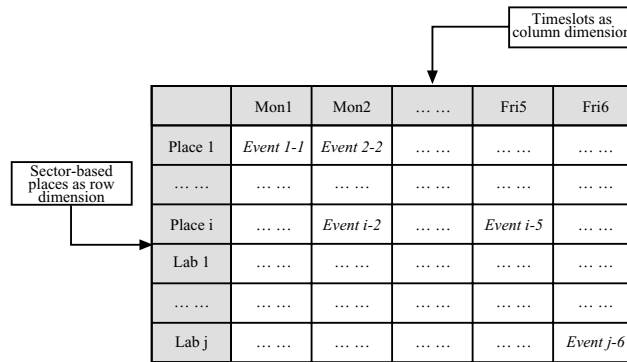 Timeslots as
column dimension
Mon1 Mon2 ... ... Fri5 Fri6
Place 1 Event 1-1 Event 2-2 ... ... ... ... ... ...
Sector-based
places as row
dimension
... ... ... ... ... ... ... ... ... ... ... ...
Place i ... ... Event i-2 ... ... Event i-5 ... ...
Lab 1 ... ... ... ... ... ... ... ... ... ...
... ... ... ... ... ... ... ... ... ... ... ...
Lab j ... ... ... ... ... ... ... ... Event j-6